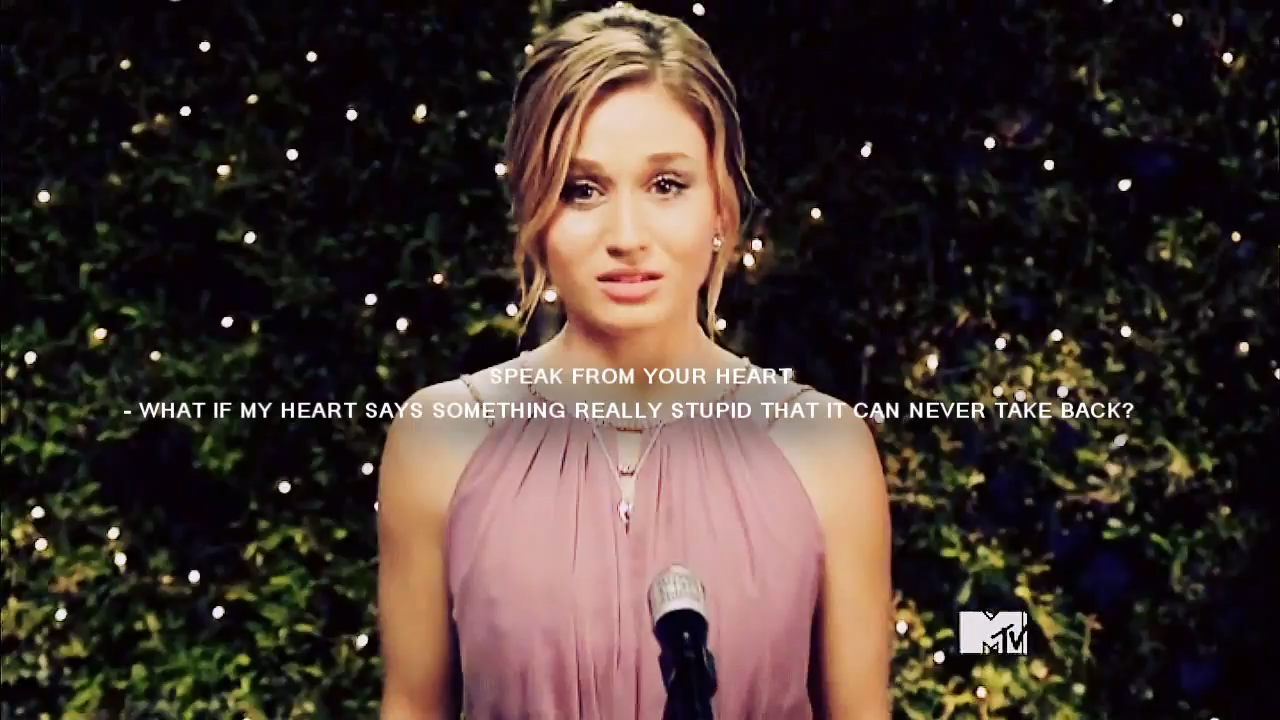 SPEAK FROM YOUR HEART
- WHAT IF MY HEART SAYS SOMETHING REALLY STUPID THAT IT CAN NEVER TAKE BACK?
MTV